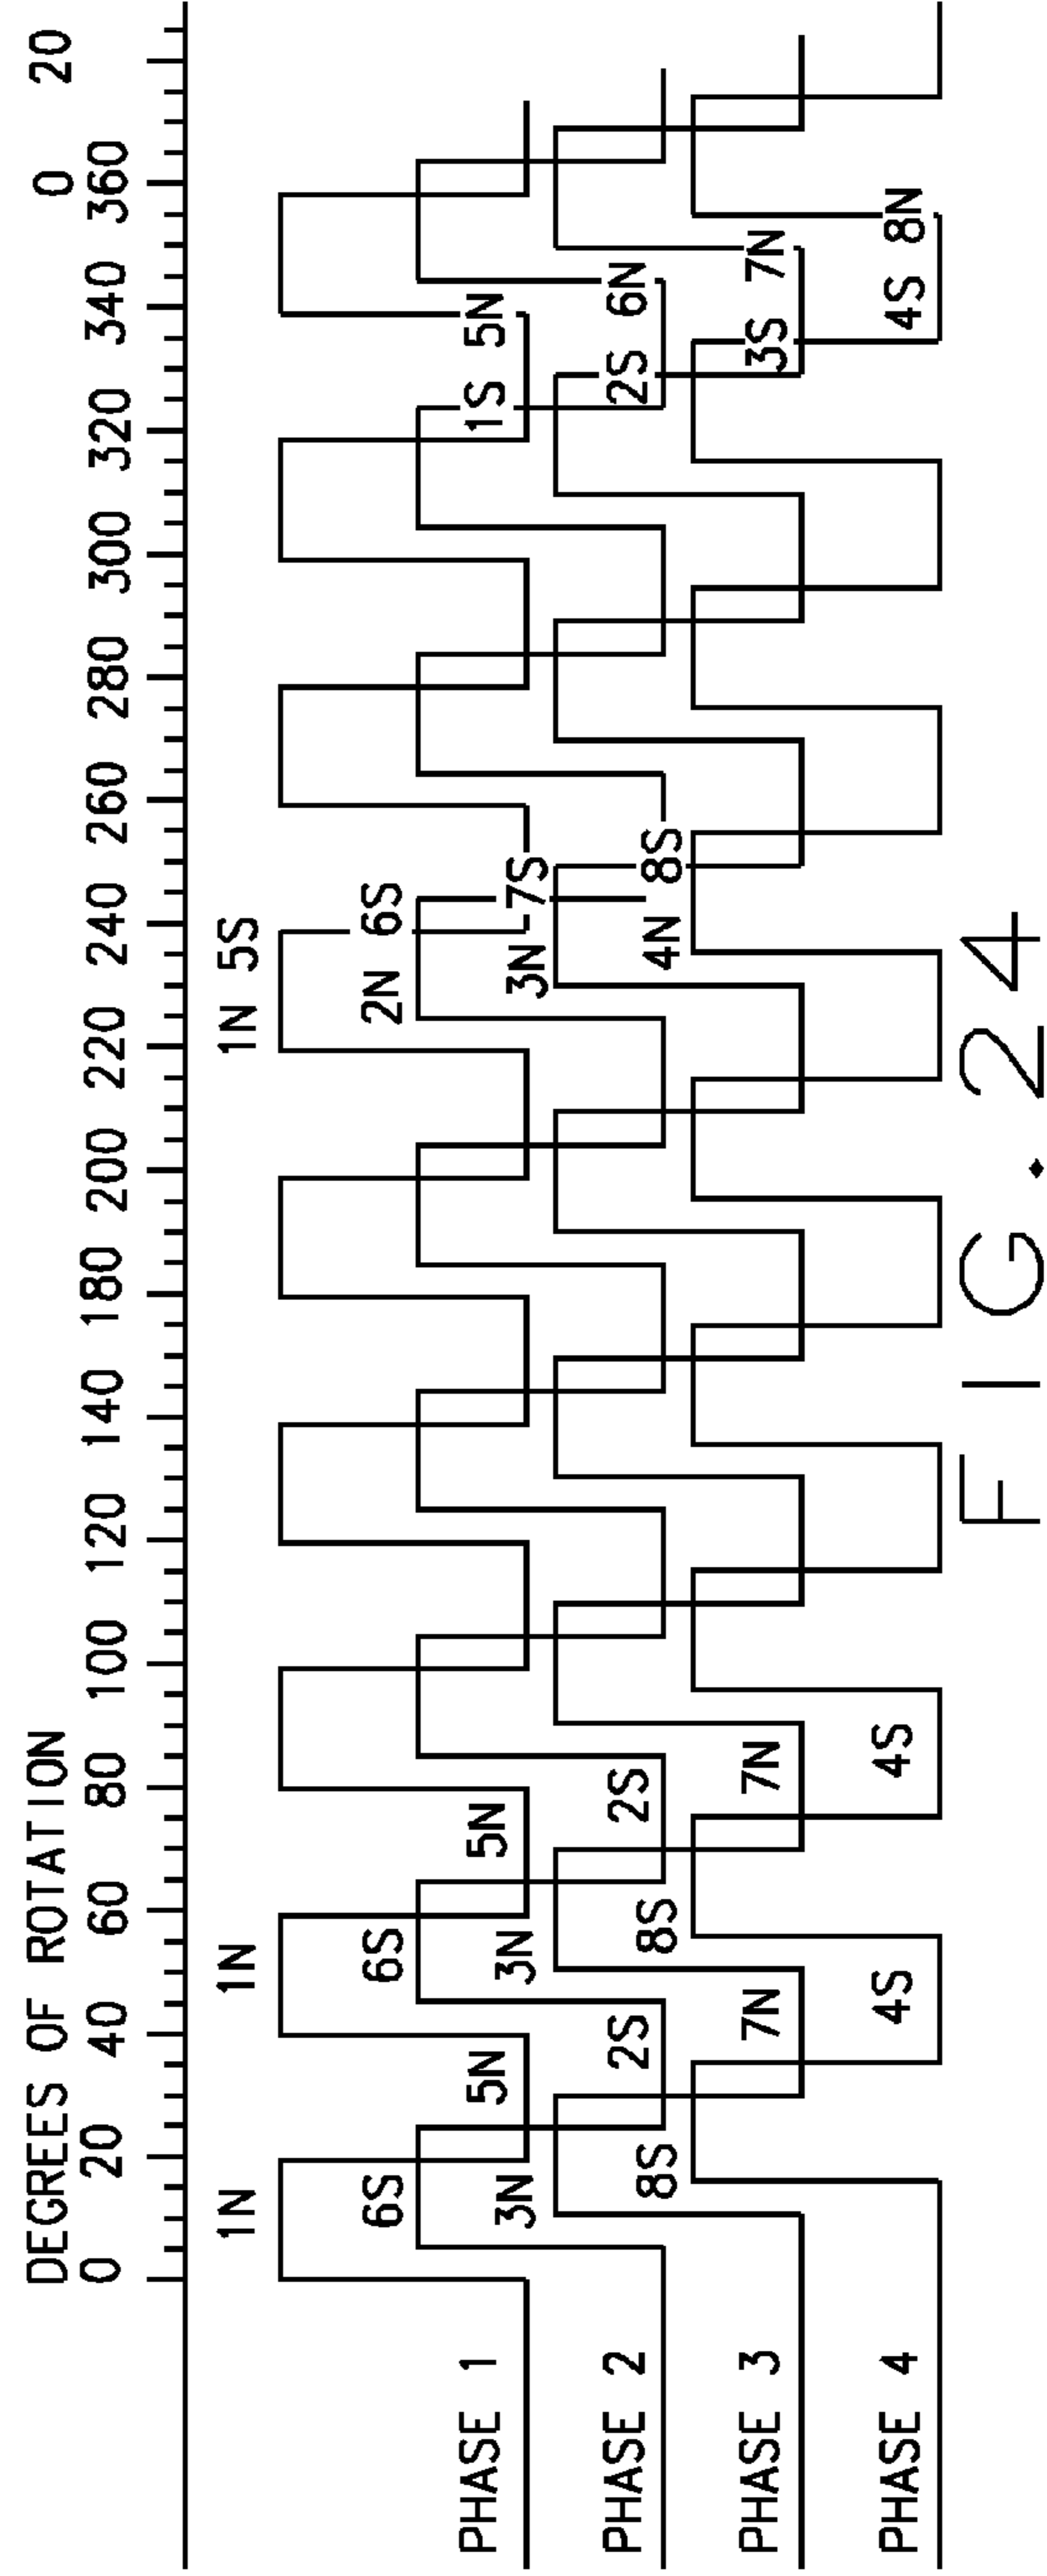 DEGREES OF ROTATION
0 20
0 20 40 60 80 100 120 140 180 200 220 240 260 280 300 320 340 360
1N 1N 1N 5S
6S 6S 2N 6S
PHASE 1 5N 5N 1S 5N
3N 3N 3N 7S
PHASE 2 2S 2S 2S 6N
8S 8S 4N 8S
PHASE 3 7N 7N 3S 7N
PHASE 4 4S 4S 4S 8N
FIG.24